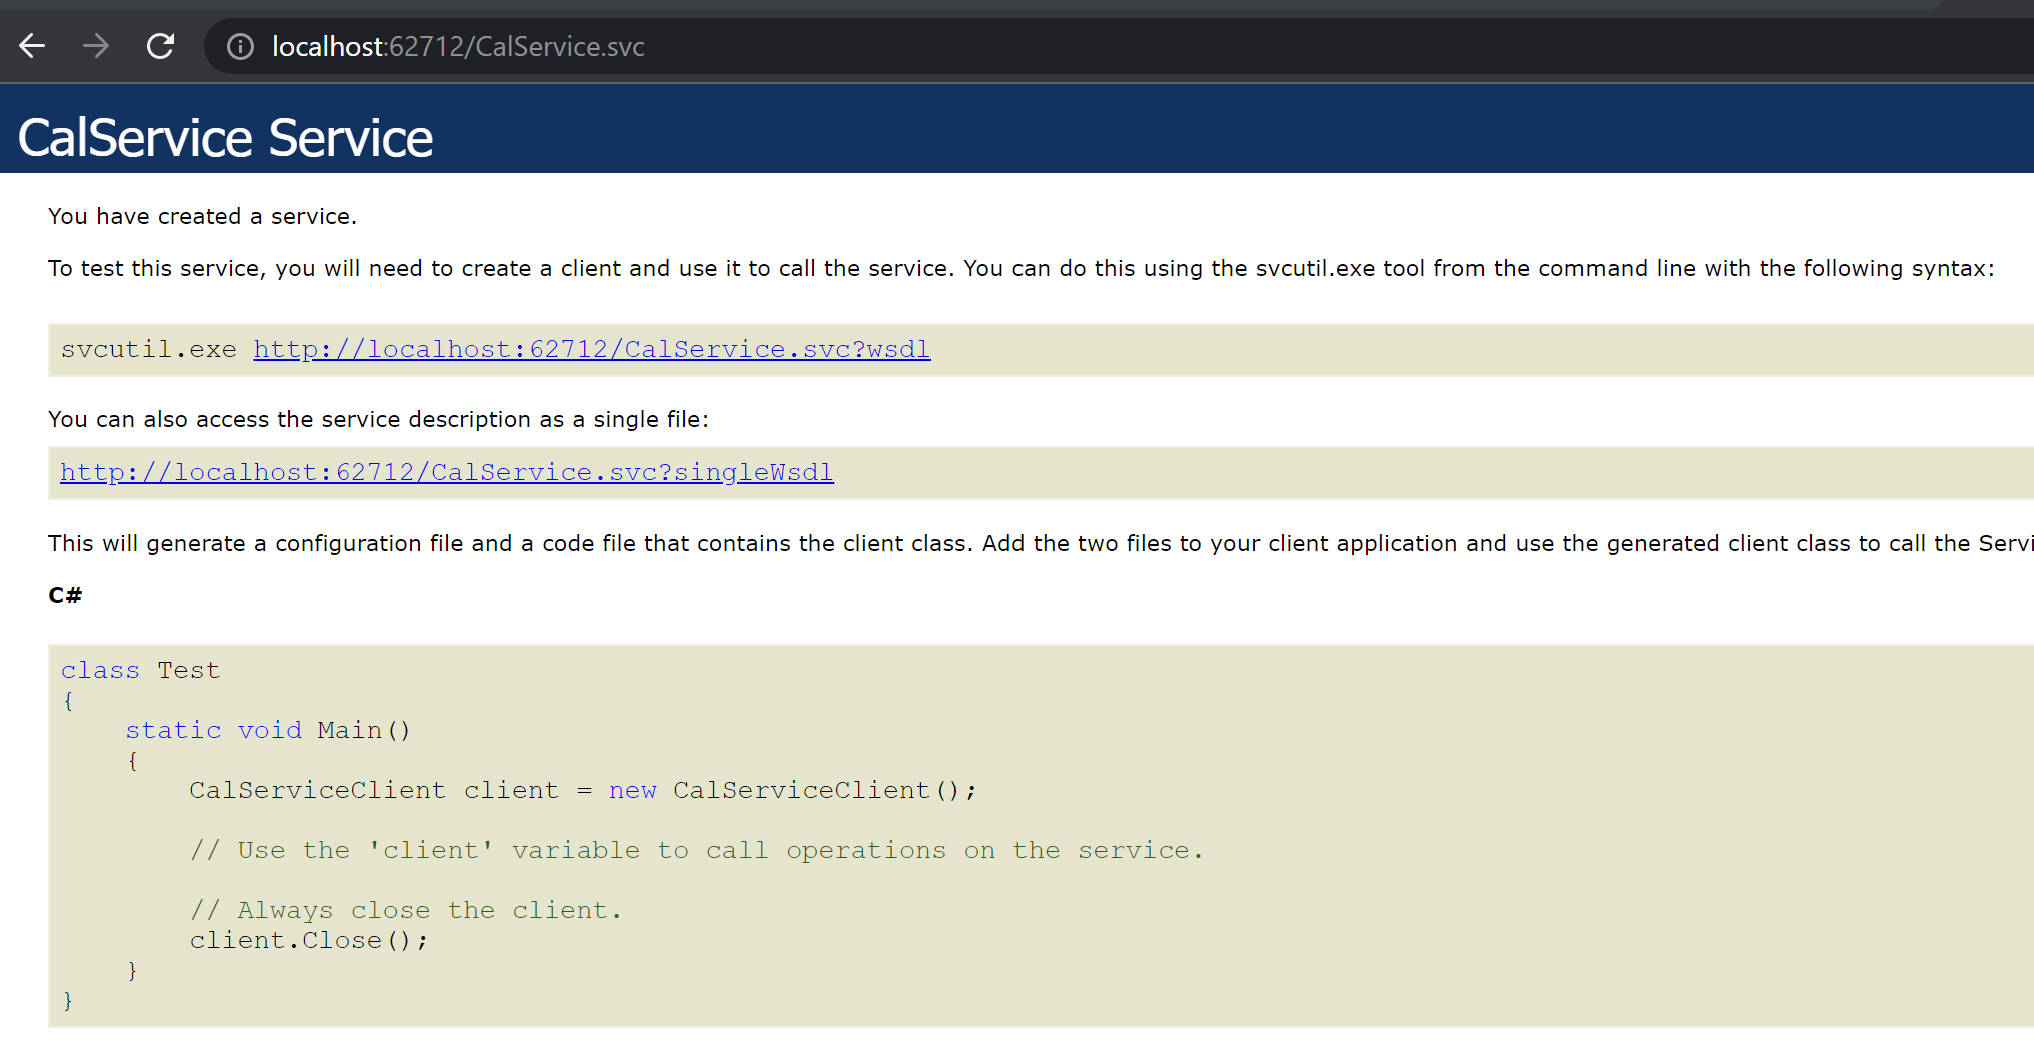 localhost:62712/CalService.svc
CalService Service
You have created a service.
To test this service, you will need to create a client and use it to call the service. You can do this using the svcutil.exe tool from the command line with the following syntax:
svcutil.exe http://localhost:62712/CalService.svc?wsdl
You can also access the service description as a single file:
http://localhost:62712/CalService.svc?singleWsdl
This will generate a configuration file and a code file that contains the client class. Add the two files to your client application and use the generated client class to call the Servi
C#
class Test
{
    static void Main()
    {
        CalServiceClient client = new CalServiceClient();
        // Use the 'client' variable to call operations on the service.
        // Always close the client.
        client.Close();
    }
}